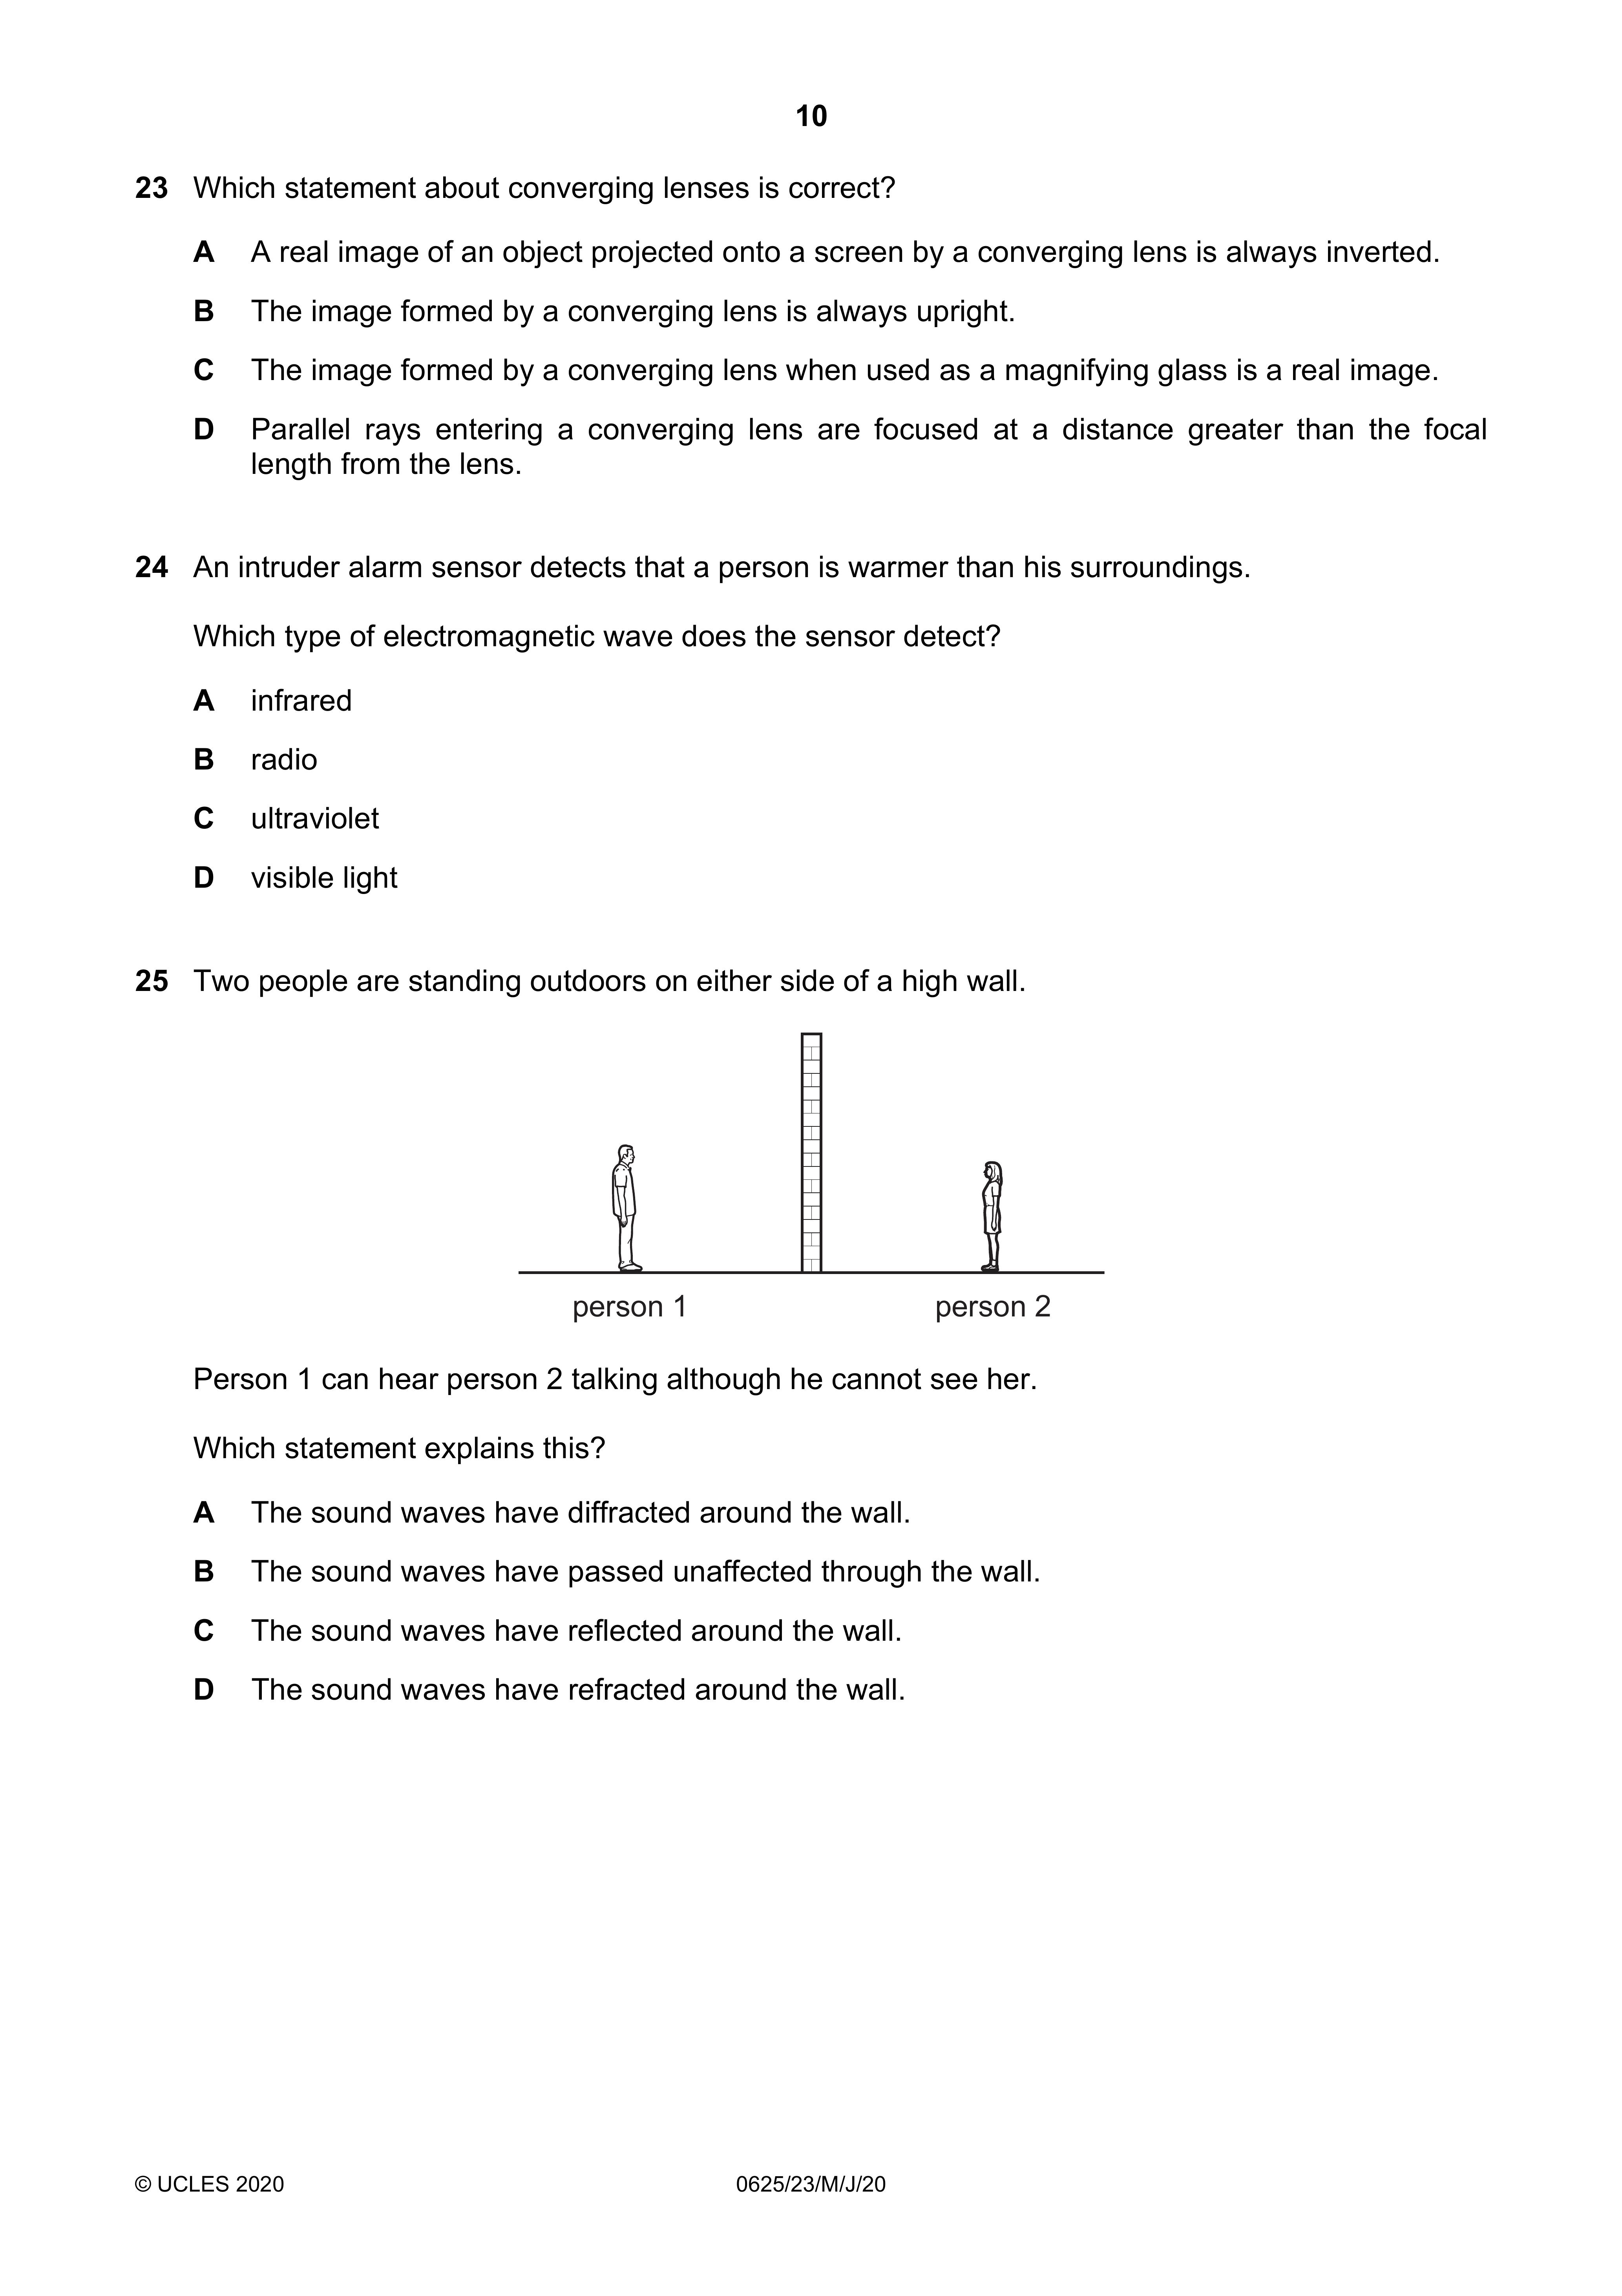 10
23 Which statement about converging lenses is correct?
A A real image of an object projected onto a screen by a converging lens is always inverted.
B The image formed by a converging lens is always upright.
C The image formed by a converging lens when used as a magnifying glass is a real image.
D Parallel rays entering a converging lens are focused at a distance greater than the focal
length from the lens.
24 An intruder alarm sensor detects that a person is warmer than his surroundings.
Which type of electromagnetic wave does the sensor detect?
A infrared
B radio
C ultraviolet
D visible light
25 Two people are standing outdoors on either side of a high wall.
person 1 person 2
Person 1 can hear person 2 talking although he cannot see her.
Which statement explains this?
A The sound waves have diffracted around the wall.
B The sound waves have passed unaffected through the wall.
C The sound waves have reflected around the wall.
D The sound waves have refracted around the wall.
© UCLES 2020 0625/23/M/J/20